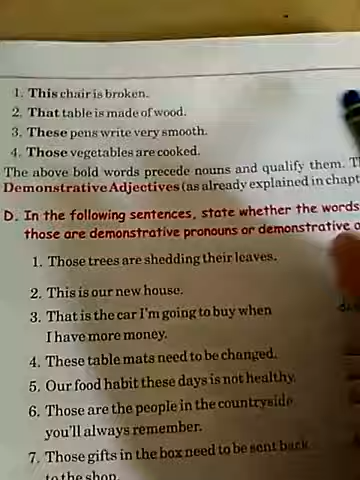 1. This chair is broken.
2. That table is made of wood.
3. These pens write very smooth.
4. Those vegetables are cooked.
The above bold words precede nouns and qualify them.
Demonstrative Adjectives (as already explained in
D. In the following sentences, state whether the words
those are demonstrative pronouns or demonstrative
1. Those trees are shedding their leaves.
2. This is our new house.
3. That is the car I'm going to buy when
I have more money.
4. These table mats need to be changed.
5. Our food habit these days is not healthy.
6. Those are the people in the countryside
you'll always remember.
7. Those gifts in the box need to be sent back
to the shop.